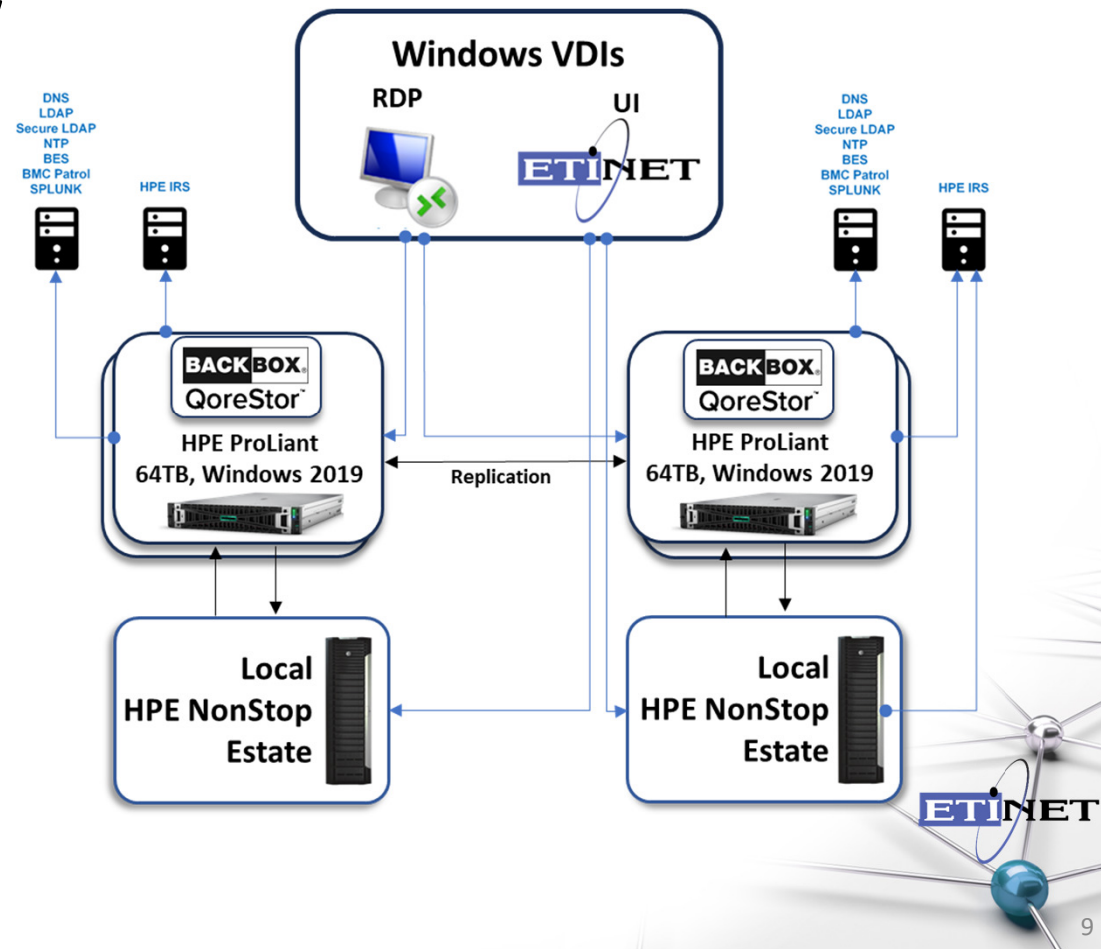 Windows VDIs
RDP
UI
ETINET
DNS
LDAP
Secure LDAP
NTP
BES
BMC Patrol
SPLUNK
HPE IRS
DNS
LDAP
Secure LDAP
NTP
BES
BMC Patrol
SPLUNK
HPE IRS
BACKBOX®
QoreStor™
HPE ProLiant
64TB, Windows 2019
Replication
BACKBOX®
QoreStor™
HPE ProLiant
64TB, Windows 2019
Local
HPE NonStop
Estate
Local
HPE NonStop
Estate
ETINET
9